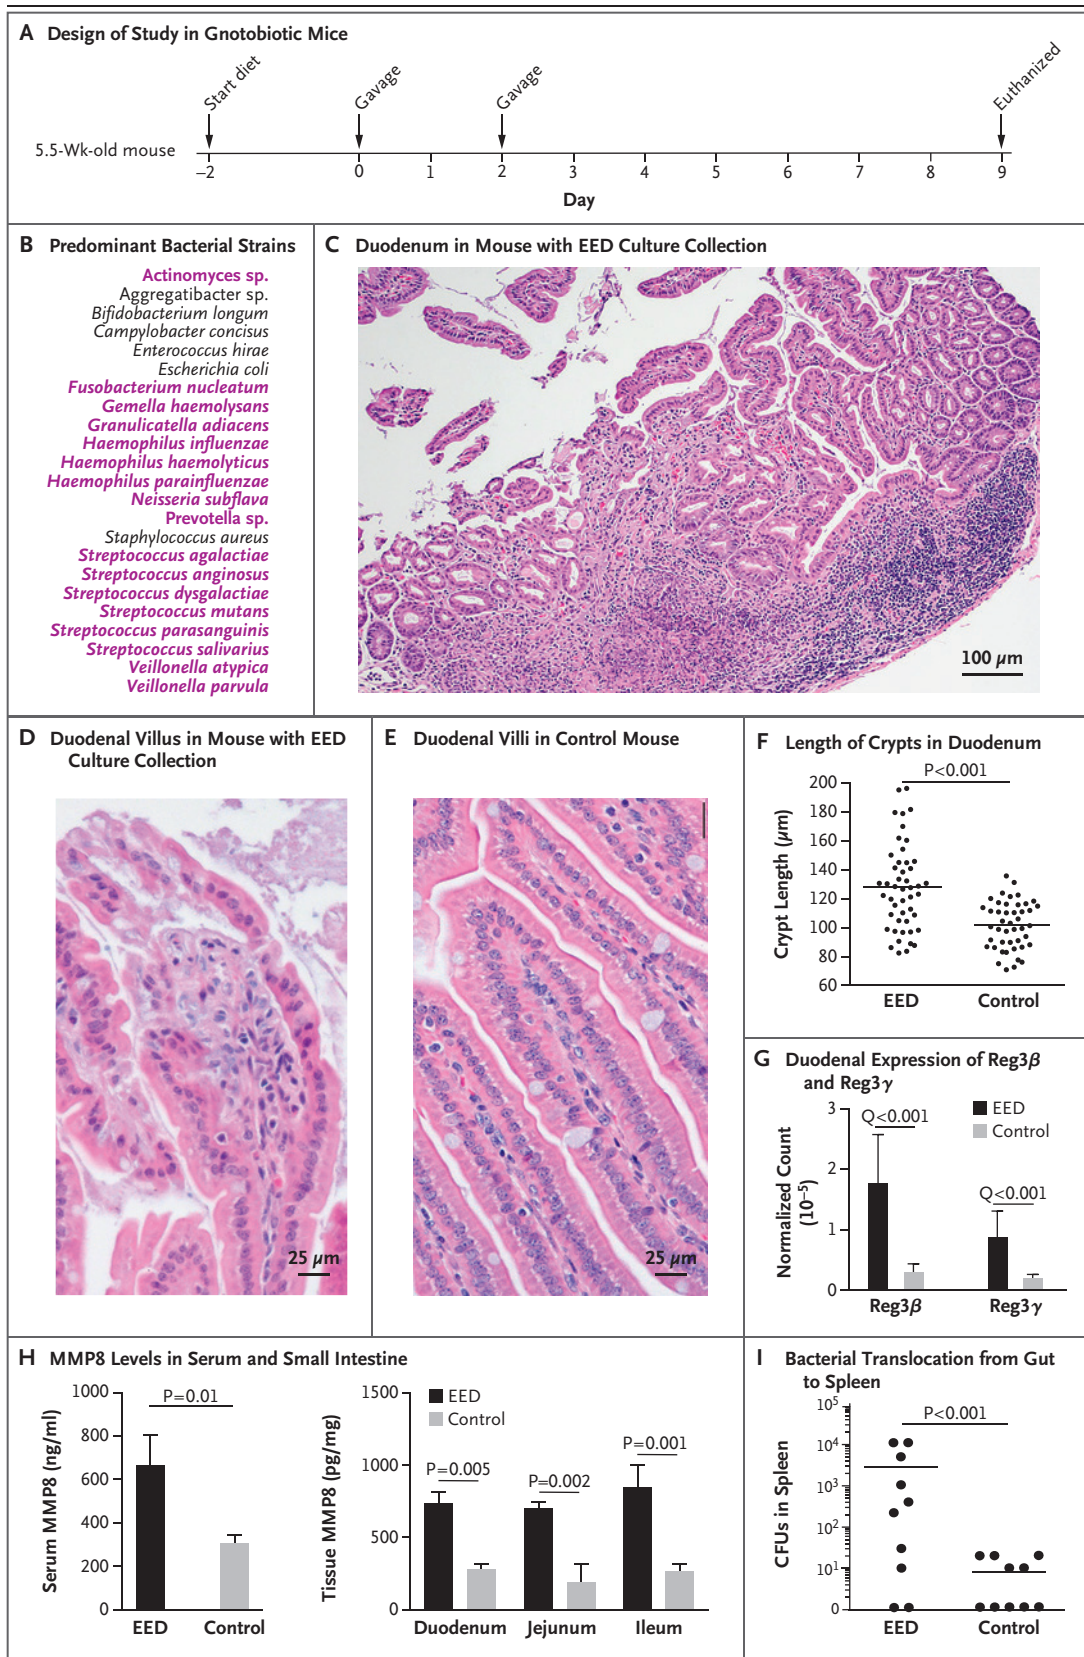 A Design of Study in Gnotobiotic Mice
Start diet
Gavage
Gavage
Euthanized
5.5-Wk-old mouse
−2 0 1 2 3 4 5 6 7 8 9
Day
B Predominant Bacterial Strains
Actinomyces sp.
Aggregatibacter sp.
Bifidobacterium longum
Campylobacter concisus
Enterococcus hirae
Escherichia coli
Fusobacterium nucleatum
Gemella haemolysans
Granulicatella adiacens
Haemophilus influenzae
Haemophilus haemolyticus
Haemophilus parainfluenzae
Neisseria subflava
Prevotella sp.
Staphylococcus aureus
Streptococcus agalactiae
Streptococcus anginosus
Streptococcus dysgalactiae
Streptococcus mutans
Streptococcus parasanguinis
Streptococcus salivarius
Veillonella atypica
Veillonella parvula
C Duodenum in Mouse with EED Culture Collection
100 µm
D Duodenal Villus in Mouse with EED
Culture Collection
25 µm
E Duodenal Villi in Control Mouse
25 µm
F Length of Crypts in Duodenum
P<0.001
Crypt Length (µm)
200
180
160
140
120
100
80
60
EED Control
G Duodenal Expression of Reg3β
and Reg3γ
EED
Control
Q<0.001
Q<0.001
Normalized Count
(10⁻⁵)
3
2
1
0
Reg3β Reg3γ
H MMP8 Levels in Serum and Small Intestine
Serum MMP8 (ng/ml)
1000
800
600
400
200
0
P=0.01
EED Control
Tissue MMP8 (pg/mg)
1500
1000
500
0
EED
Control
P=0.005
P=0.002
P=0.001
Duodenum Jejunum Ileum
I Bacterial Translocation from Gut
to Spleen
P<0.001
CFUs in Spleen
10⁵
10⁴
10³
10²
10¹
0
EED Control